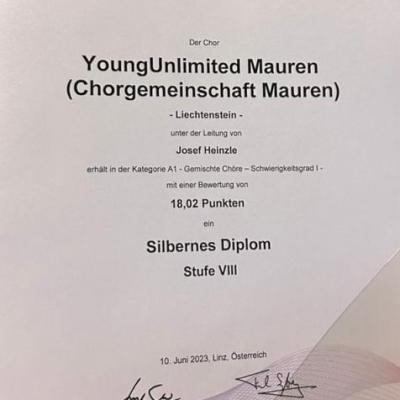 Der Chor
YoungUnlimited Mauren
(Chorgemeinschaft Mauren)
- Liechtenstein -
unter der Leitung von
Josef Heinzle
erhält in der Kategorie A1 - Gemischte Chöre – Schwierigkeitsgrad I -
mit einer Bewertung von
18,02 Punkten
ein
Silbernes Diplom
Stufe VIII
10. Juni 2023, Linz, Österreich